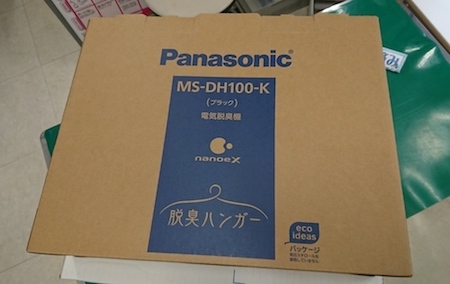 Panasonic®
MS-DH100-K
(ブラック)
電気脱臭機
nanoeX
脱臭ハンガー
eco
ideas
パッケージ